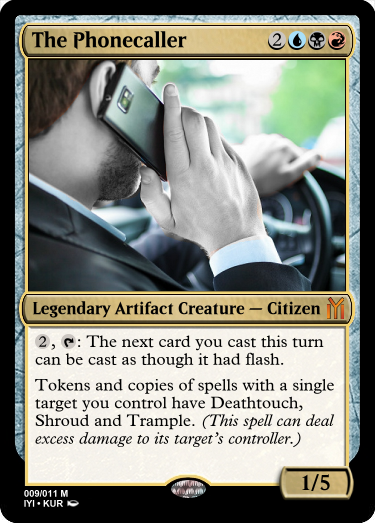 The Phonecaller 2
Legendary Artifact Creature — Citizen
2, : The next card you cast this turn
can be cast as though it had flash.
Tokens and copies of spells with a single
target you control have Deathtouch,
Shroud and Trample. (This spell can deal
excess damage to its target's controller.)
1/5
009/011 M
IYI • KUR